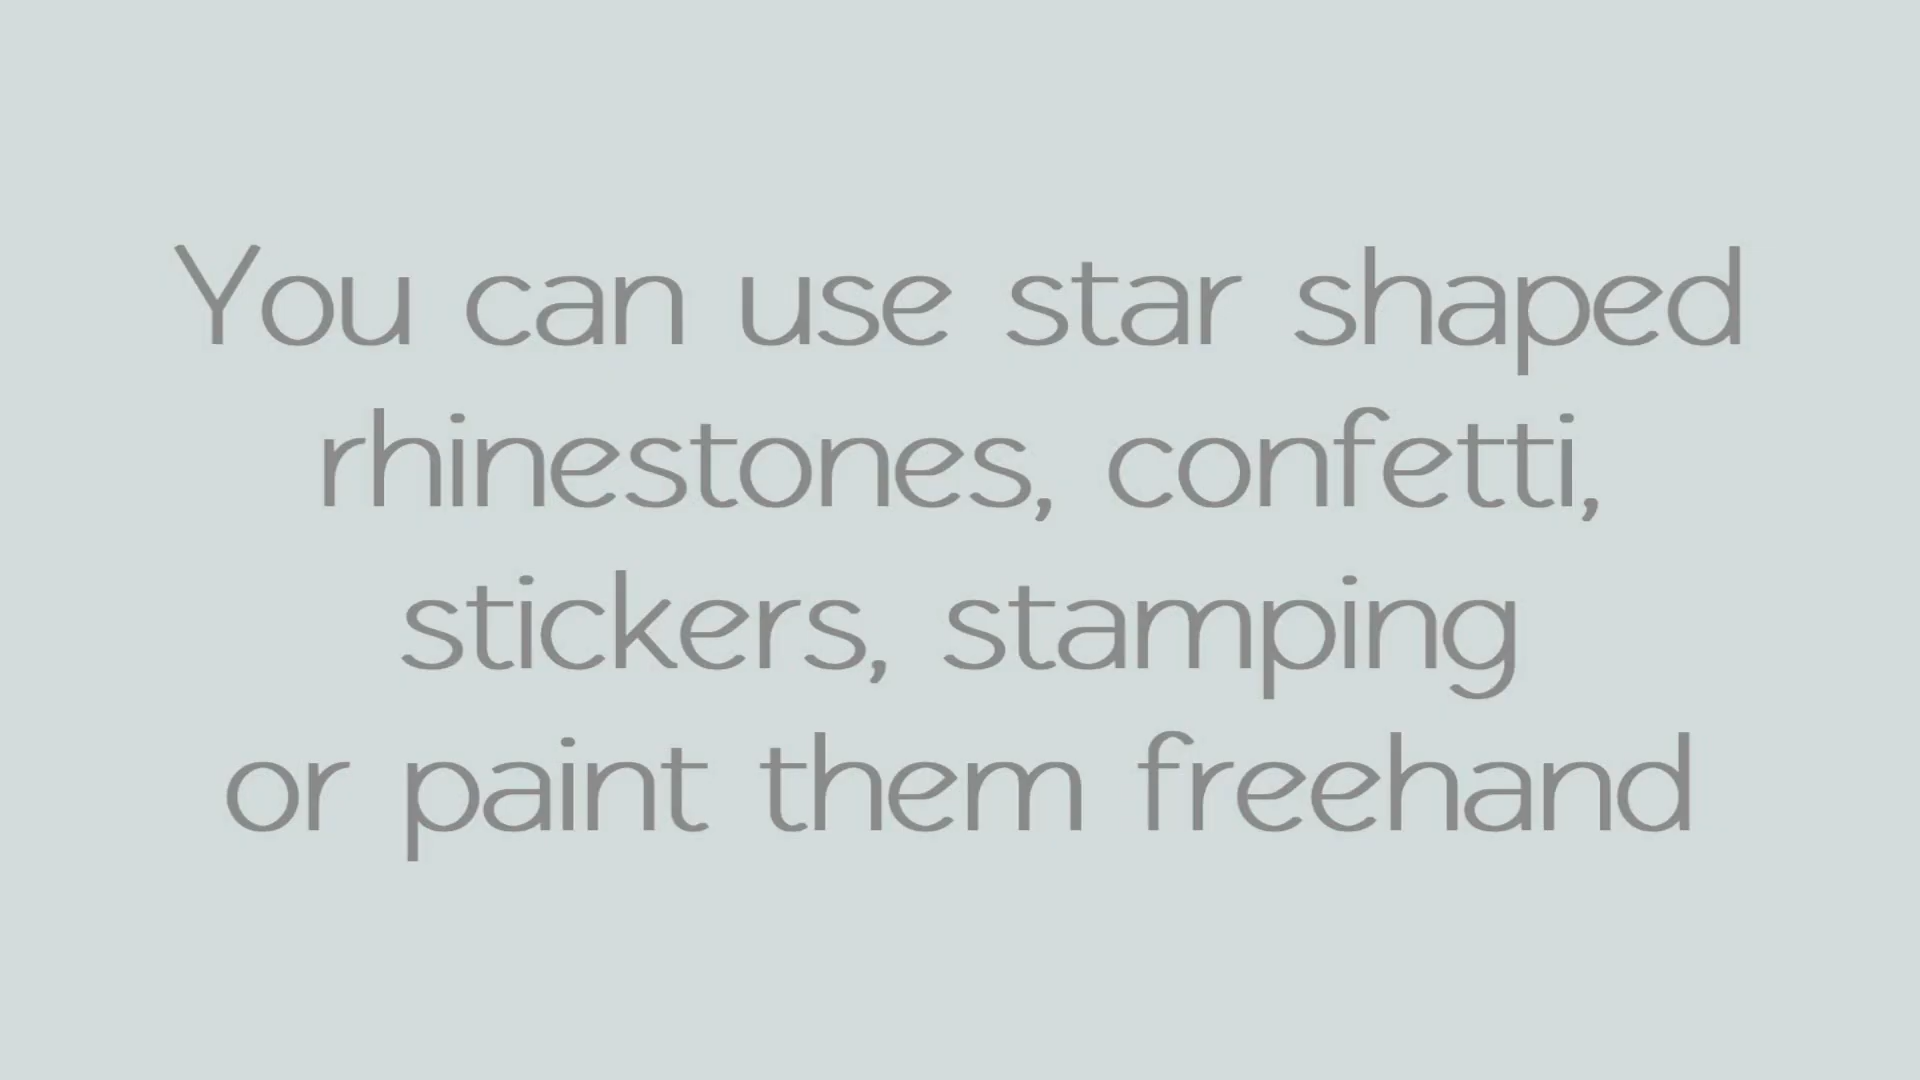 You can use star shaped
rhinestones, confetti,
stickers, stamping
or paint them freehand